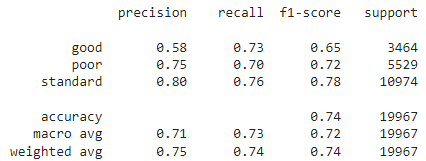 precision recall f1-score support
good 0.58 0.73 0.65 3464
poor 0.75 0.70 0.72 5529
standard 0.80 0.76 0.78 10974
accuracy 0.74 19967
macro avg 0.71 0.73 0.72 19967
weighted avg 0.75 0.74 0.74 19967